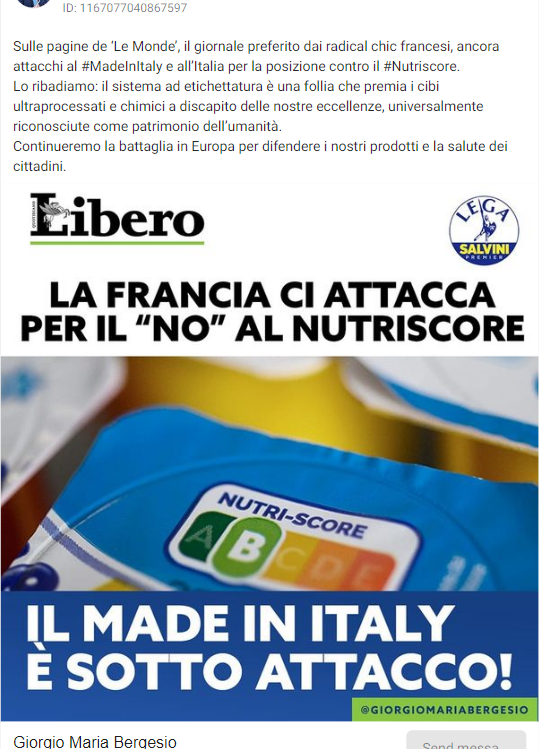 ID: 1167077040867597
Sulle pagine de ‘Le Monde’, il giornale preferito dai radical chic francesi, ancora
attacchi al #MadeInItaly e all’Italia per la posizione contro il #Nutriscore.
Lo ribadiamo: il sistema ad etichettatura è una follia che premia i cibi
ultraprocessati e chimici a discapito delle nostre eccellenze, universalmente
riconosciute come patrimonio dell’umanità.
Continueremo la battaglia in Europa per difendere i nostri prodotti e la salute dei
cittadini.
QUOTIDIANO
Libero
LEGA
SALVINI
PREMIER
LA FRANCIA CI ATTACCA
PER IL “NO” AL NUTRISCORE
NUTRI-SCORE
A B C D E
IL MADE IN ITALY
È SOTTO ATTACCO!
@GIORGIOMARIABERGESIO
Giorgio Maria Bergesio
Send messa...